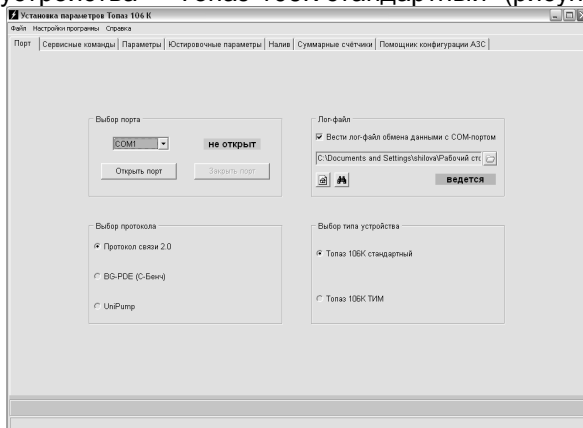 устройства – "Топаз-106К стандартный" (рисун
Установка параметров Топаз 106 К
Файл Настройки программы Справка
Порт Сервисные команды Параметры Юстировочные параметры Налив Суммарные счётчики Помощник конфигурации АЗС
Выбор порта
COM1
не открыт
Открыть порт
Закрыть порт
Лог-файл
Вести лог-файл обмена данными с COM-портом
C:\Documents and Settings\shilova\Рабочий стс
ведется
Выбор протокола
Протокол связи 2.0
BG-PDE (С-Бенч)
UniPump
Выбор типа устройства
Топаз 106К стандартный
Топаз 106К ТИМ